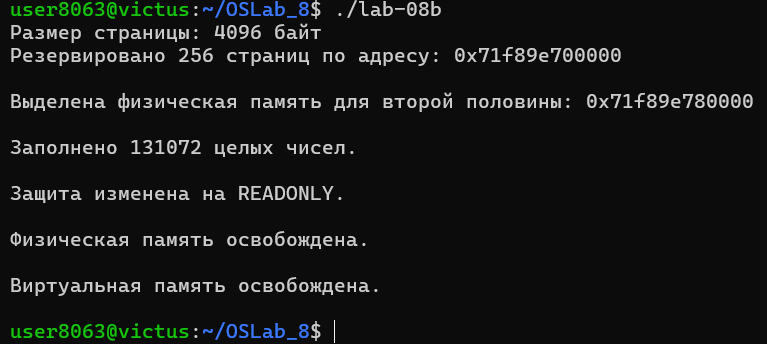 user8063@victus:~/OSLab_8$ ./lab-08b
Размер страницы: 4096 байт
Резервировано 256 страниц по адресу: 0x71f89e700000
Выделена физическая память для второй половины: 0x71f89e780000
Заполнено 131072 целых чисел.
Защита изменена на READONLY.
Физическая память освобождена.
Виртуальная память освобождена.
user8063@victus:~/OSLab_8$